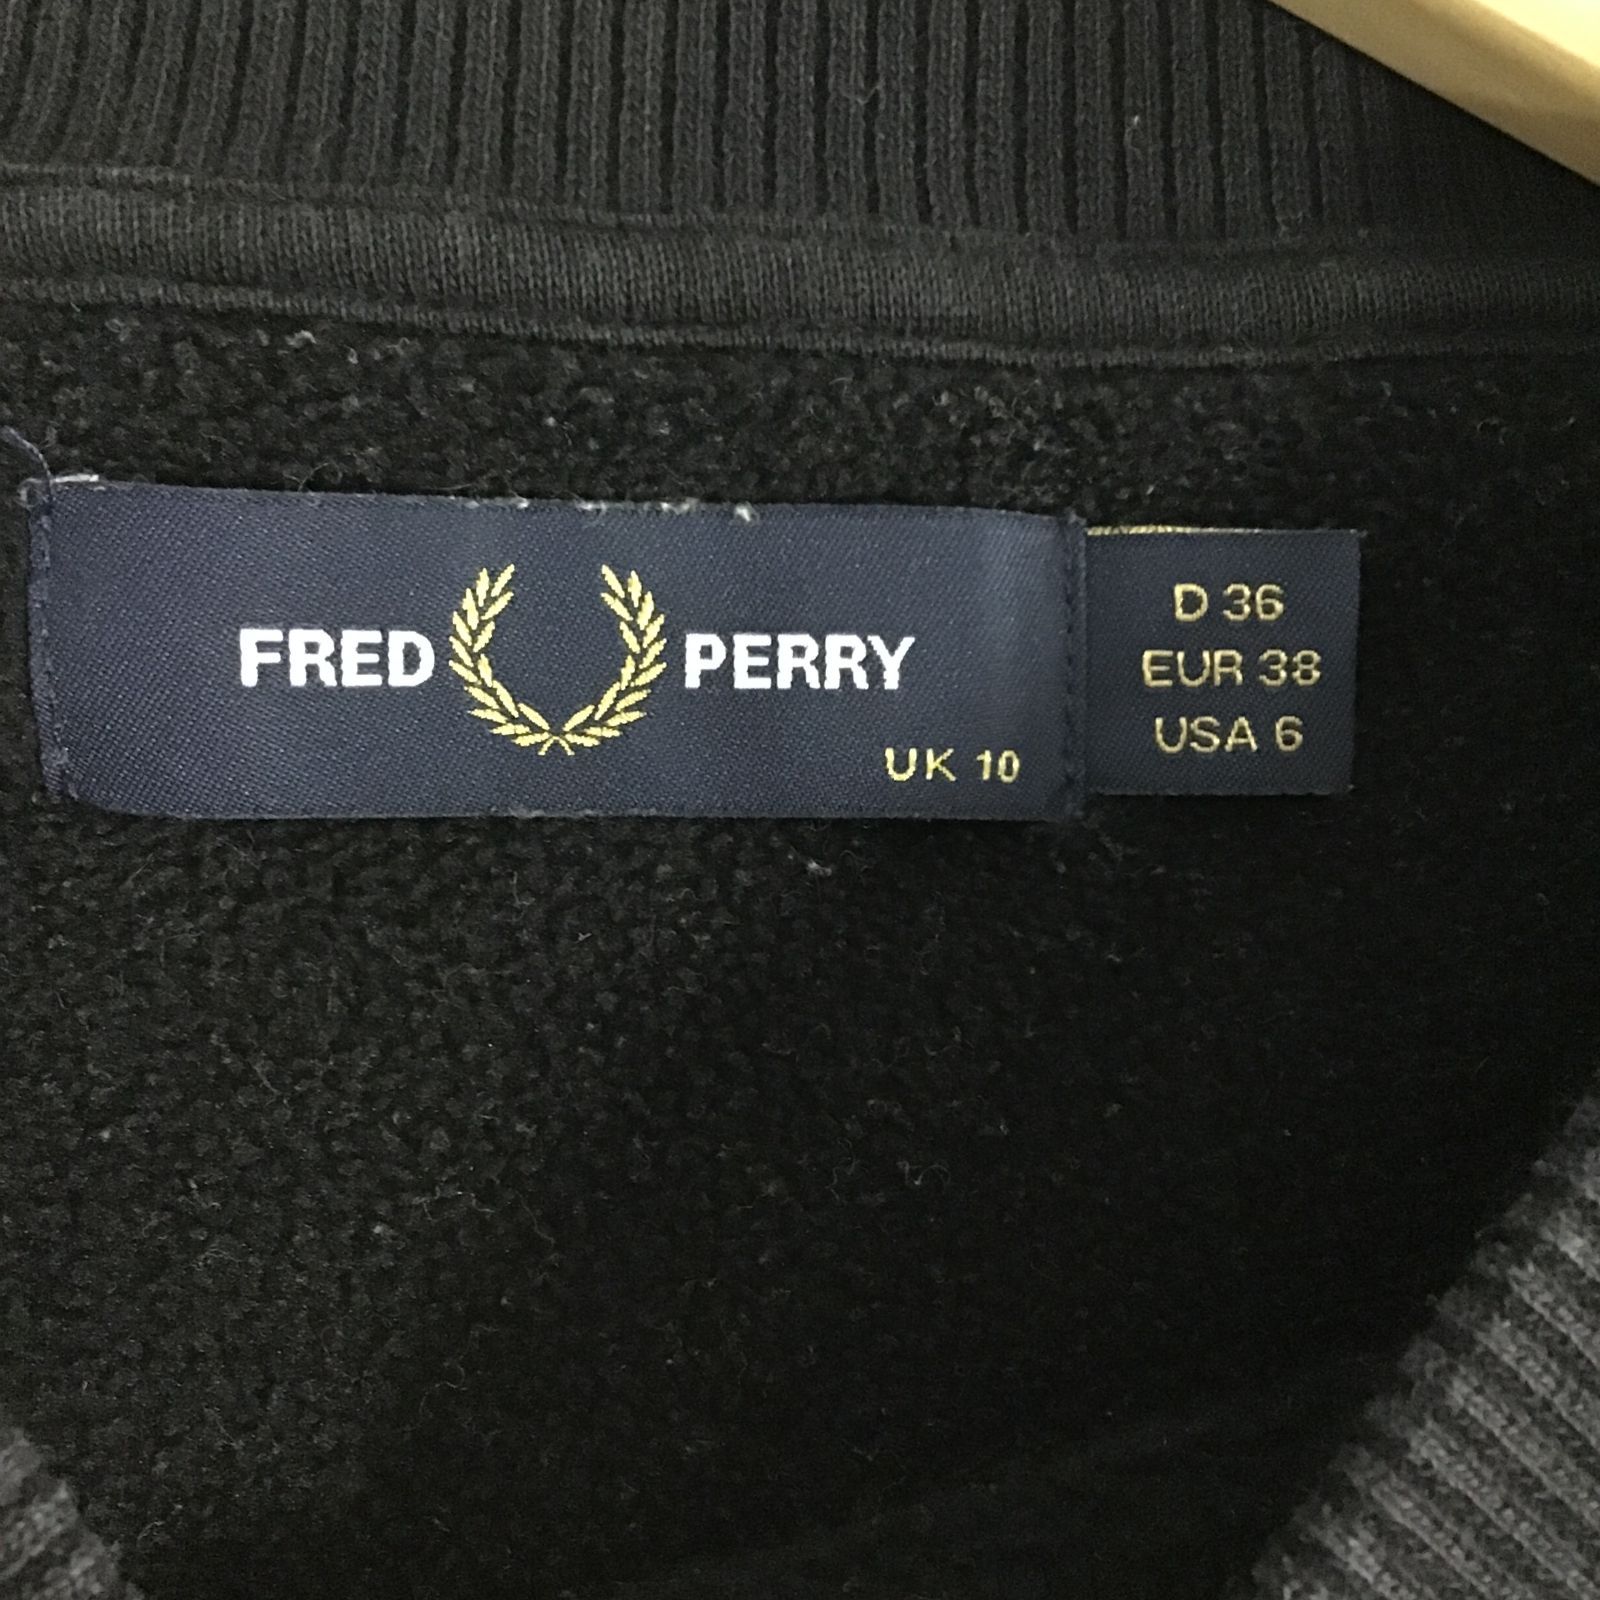 FRED PERRY
UK 10
D 36
EUR 38
USA 6